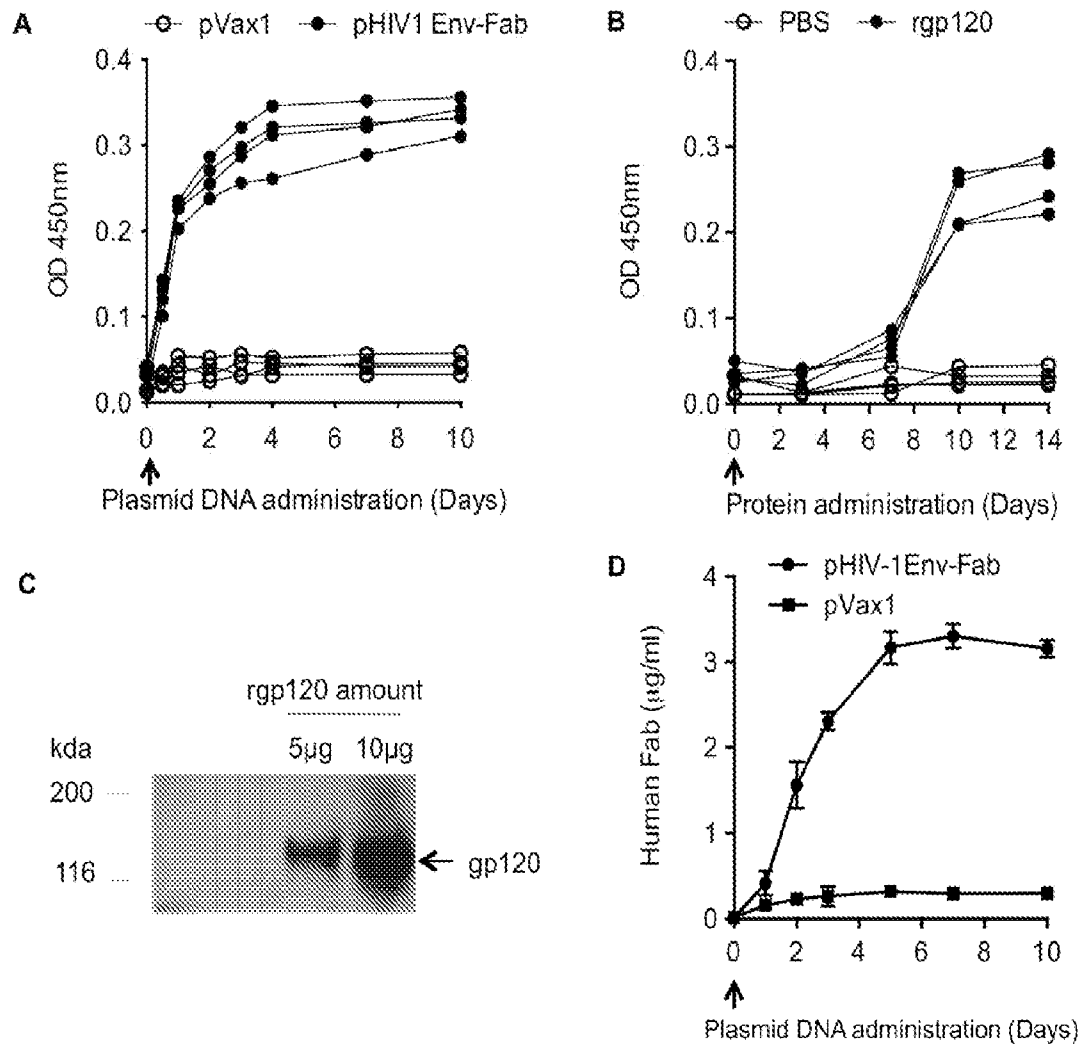 A
pVax1 pHIV1 Env-Fab
0.4
0.3
0.2
0.1
0.0
OD 450nm
0 2 4 6 8 10
Plasmid DNA administration (Days)
B
PBS rgp120
0.4
0.3
0.2
0.1
0.0
OD 450nm
0 2 4 6 8 10 12 14
Protein administration (Days)
C
rgp120 amount
kda 5µg 10µg
200
116
gp120
D
pHIV-1Env-Fab
pVax1
4
3
2
1
0
Human Fab (µg/ml)
0 2 4 6 8 10
Plasmid DNA administration (Days)